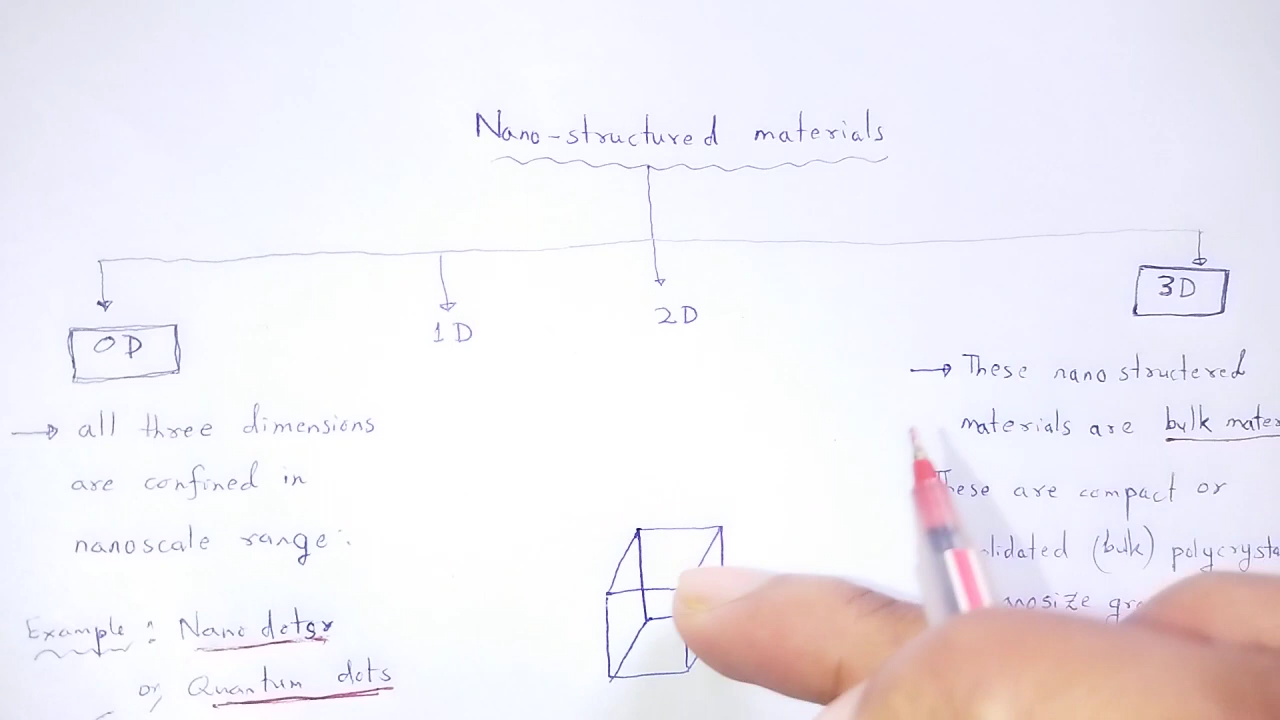 Nano-structured materials
0D
1D
2D
3D
→ all three dimensions
are confined in
nanoscale range:
Example: Nano dots
or, Quantum dots
→ These nano structered
materials are bulk
These are compact or
(bulk)